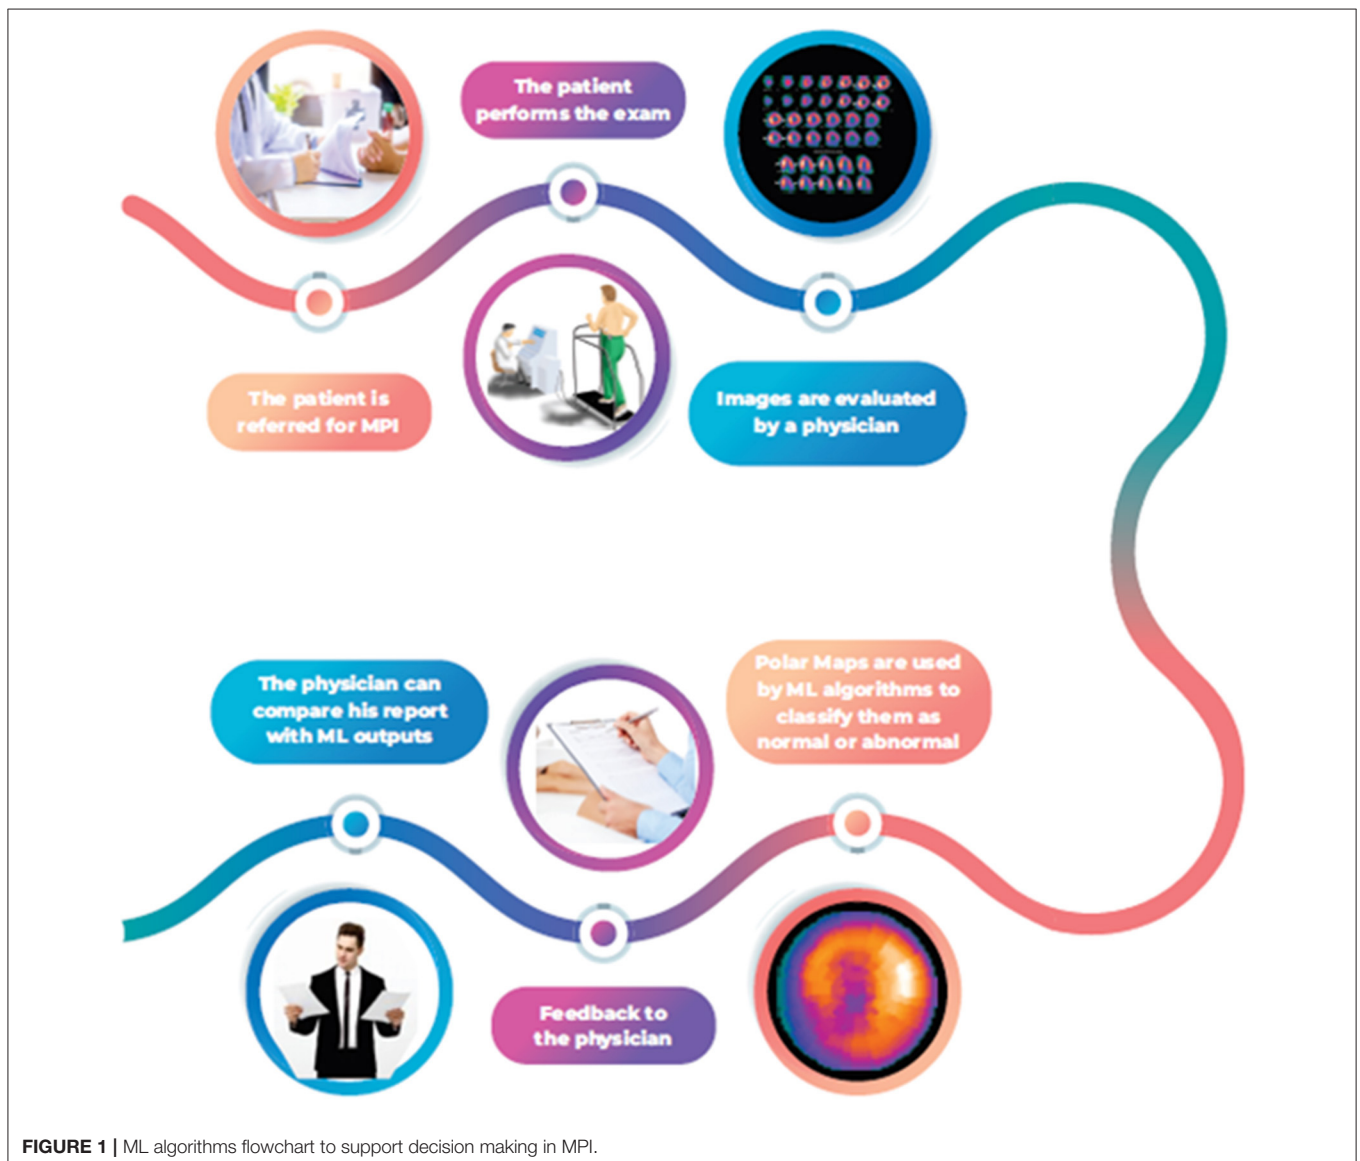 The patient
performs the exam
The patient is
referred for MPI
Images are evaluated
by a physician
The physician can
compare his report
with ML outputs
Polar Maps are used
by ML algorithms to
classify them as
normal or abnormal
Feedback to
the physician
FIGURE 1 | ML algorithms flowchart to support decision making in MPI.